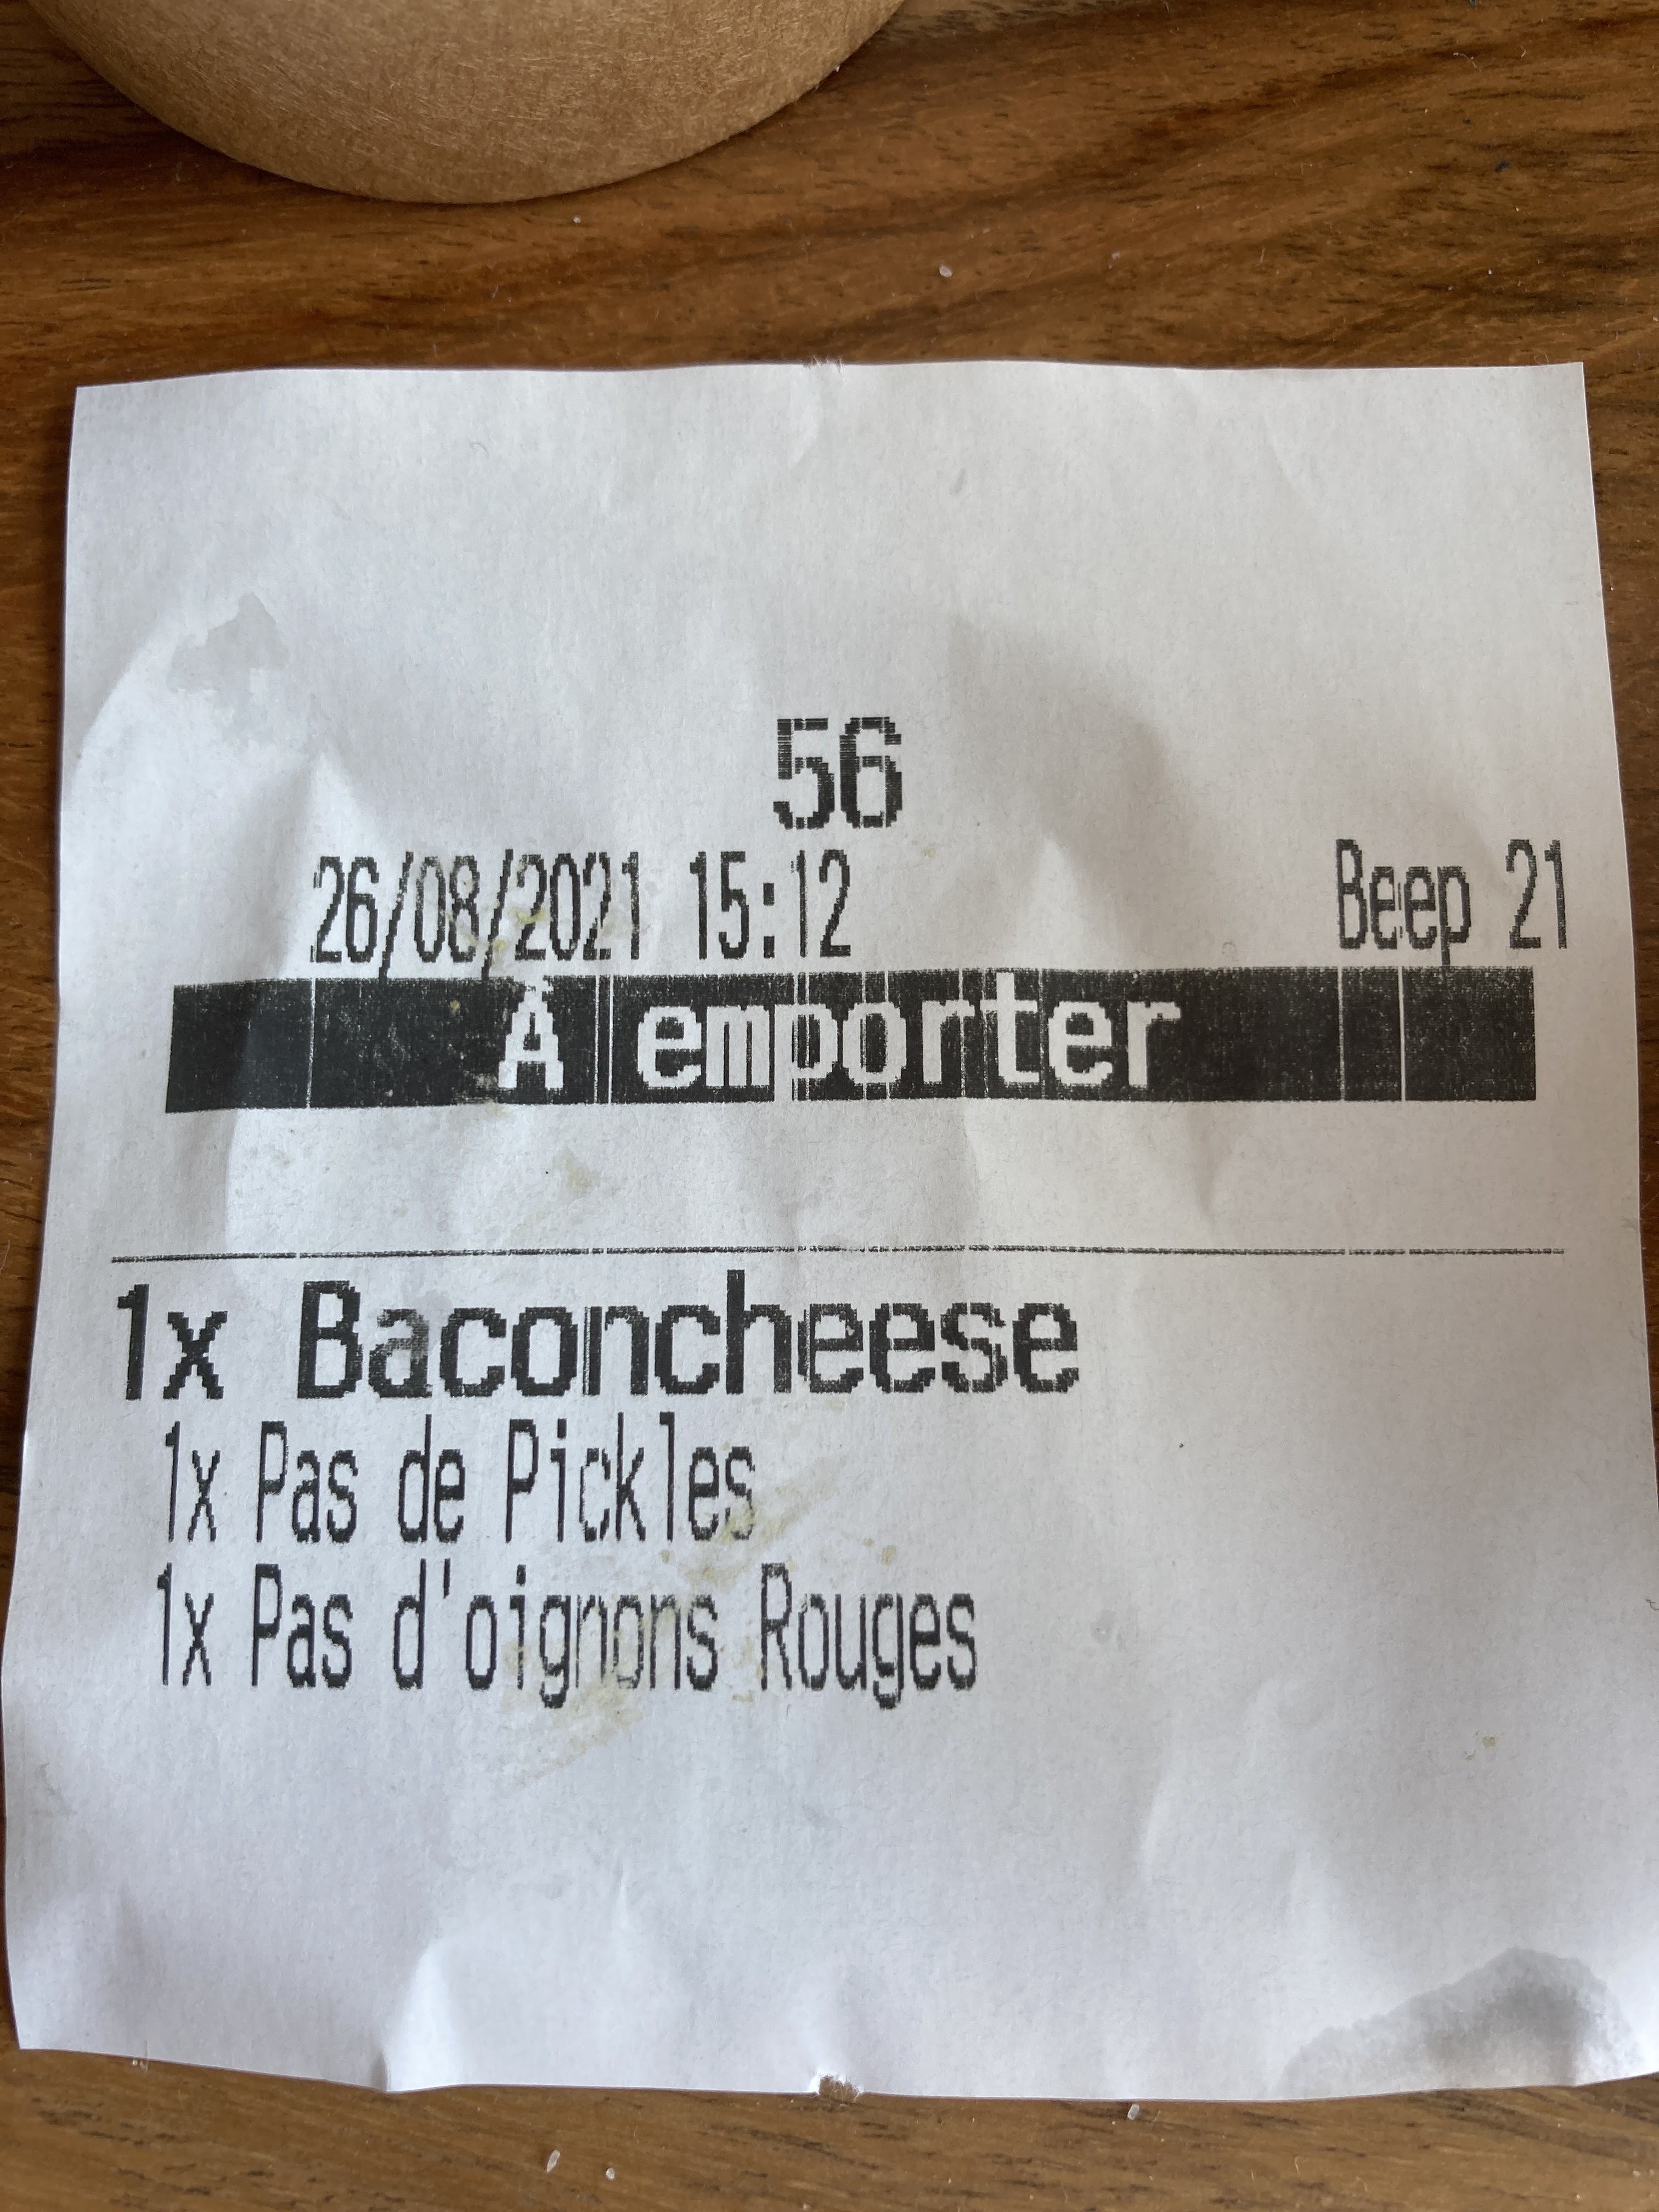 56
26/08/2021 15:12 Beep 21
À emporter
1x Baconcheese
1x Pas de Pickles
1x Pas d'oignons Rouges